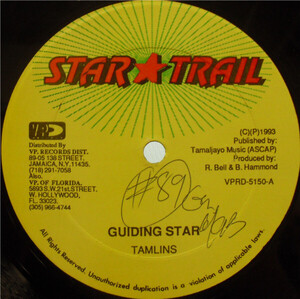 STAR★TRAIL
VP
Distributed By
VP. RECORDS DIST.
89-05 138 STREET,
JAMAICA, N,Y,11435.
(718) 291-7058
Also.
VP. OF FLORIDA.
5893 S,W,21st.STREET.
W. HOLLYWOOD,
FL, 33023.
(305) 966-4744
(C)(P)1993
Published by:
Tamaljayo Music (ASCAP)
Produced by:
R. Bell & B. Hammond
VPRD-5150-A
#89
GUIDING STAR
TAMLINS
All Rights Reserved.
Unauthorized duplication is a violation of applicable laws.